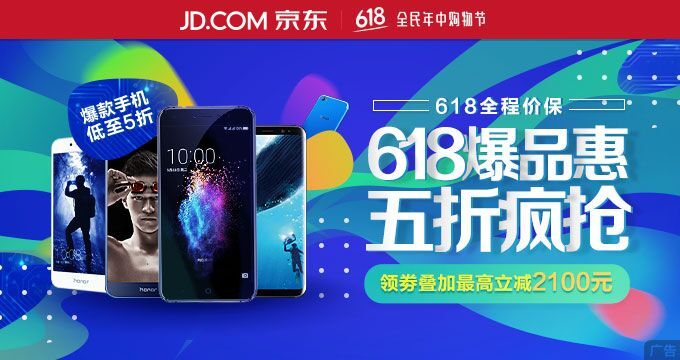 JD.COM 京东 618 全民年中购物节
爆款手机
低至5折
618全程价保
618爆品惠
五折疯抢
领券叠加最高立减2100元
10:00
honor
honor
广告